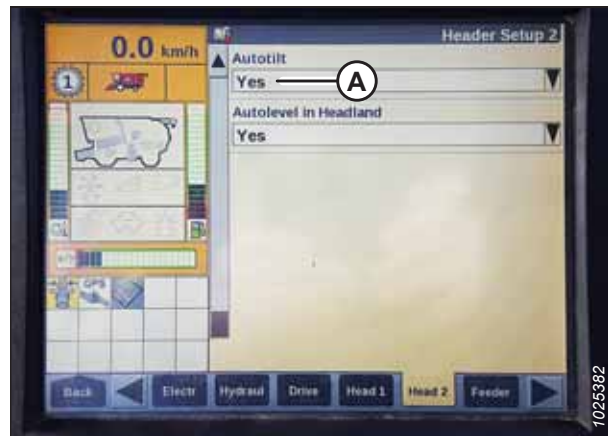 0.0 km/h
Header Setup 2
1
Autotilt
Yes
A
Autolevel in Headland
Yes
GPS
Back
Electr
Hydraul
Drive
Head 1
Head 2
Feeder
1025382